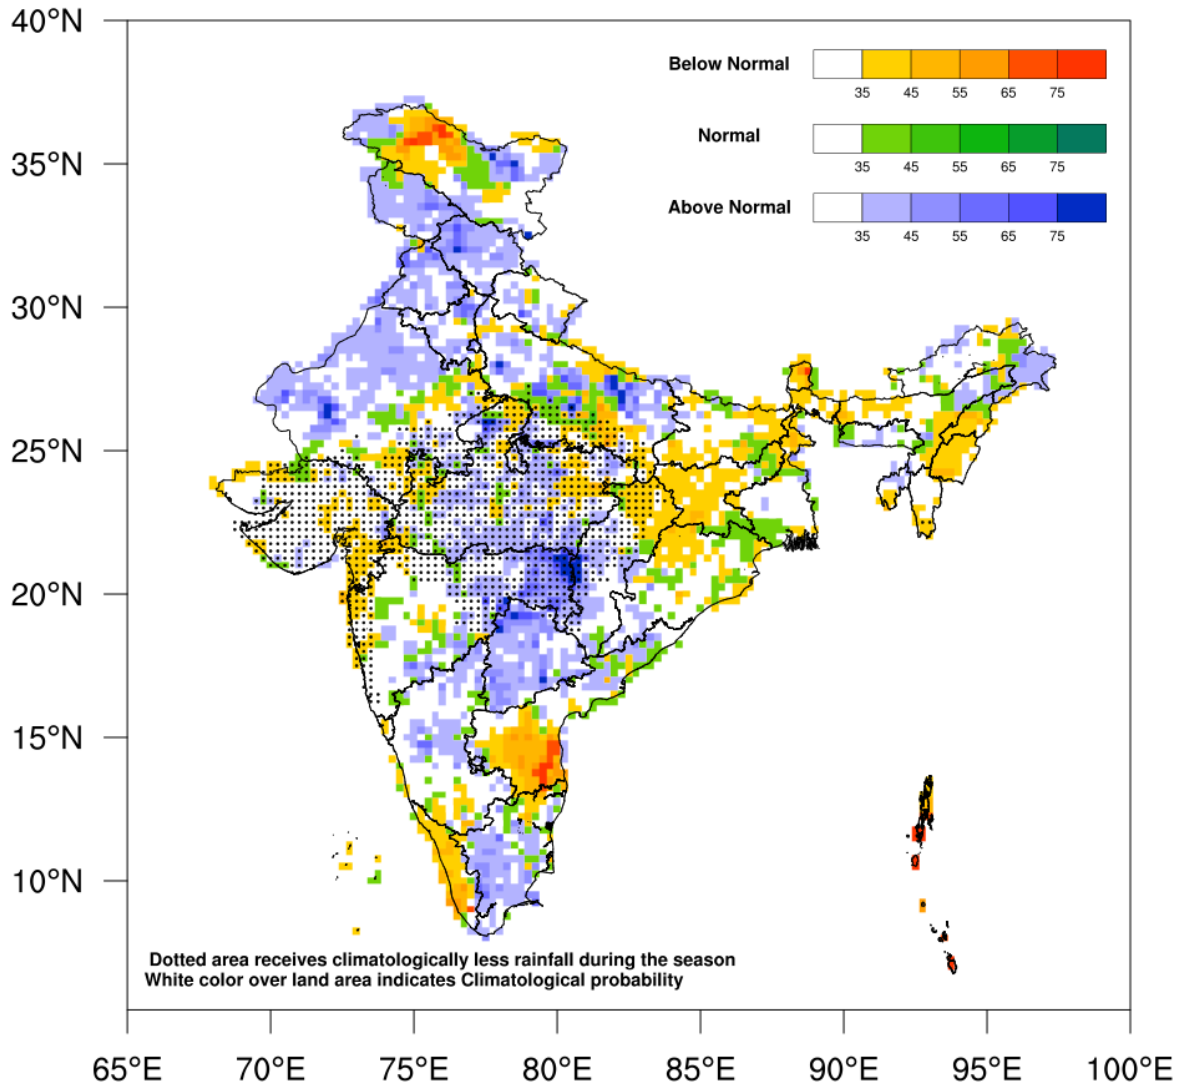 40°N
35°N
30°N
25°N
20°N
15°N
10°N
Below Normal
35 45 55 65 75
Normal
35 45 55 65 75
Above Normal
35 45 55 65 75
Dotted area receives climatologically less rainfall during the season
White color over land area indicates Climatological probability
65°E 70°E 75°E 80°E 85°E 90°E 95°E 100°E